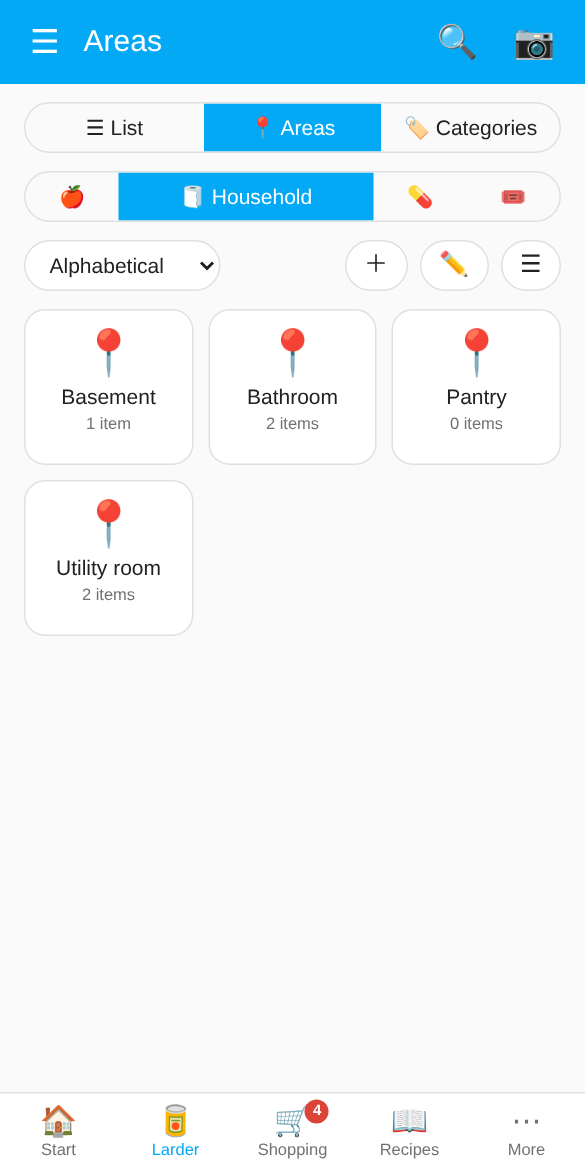 Areas
List
Areas
Categories
Household
Alphabetical
Basement
1 item
Bathroom
2 items
Pantry
0 items
Utility room
2 items
4
Start
Larder
Shopping
Recipes
More